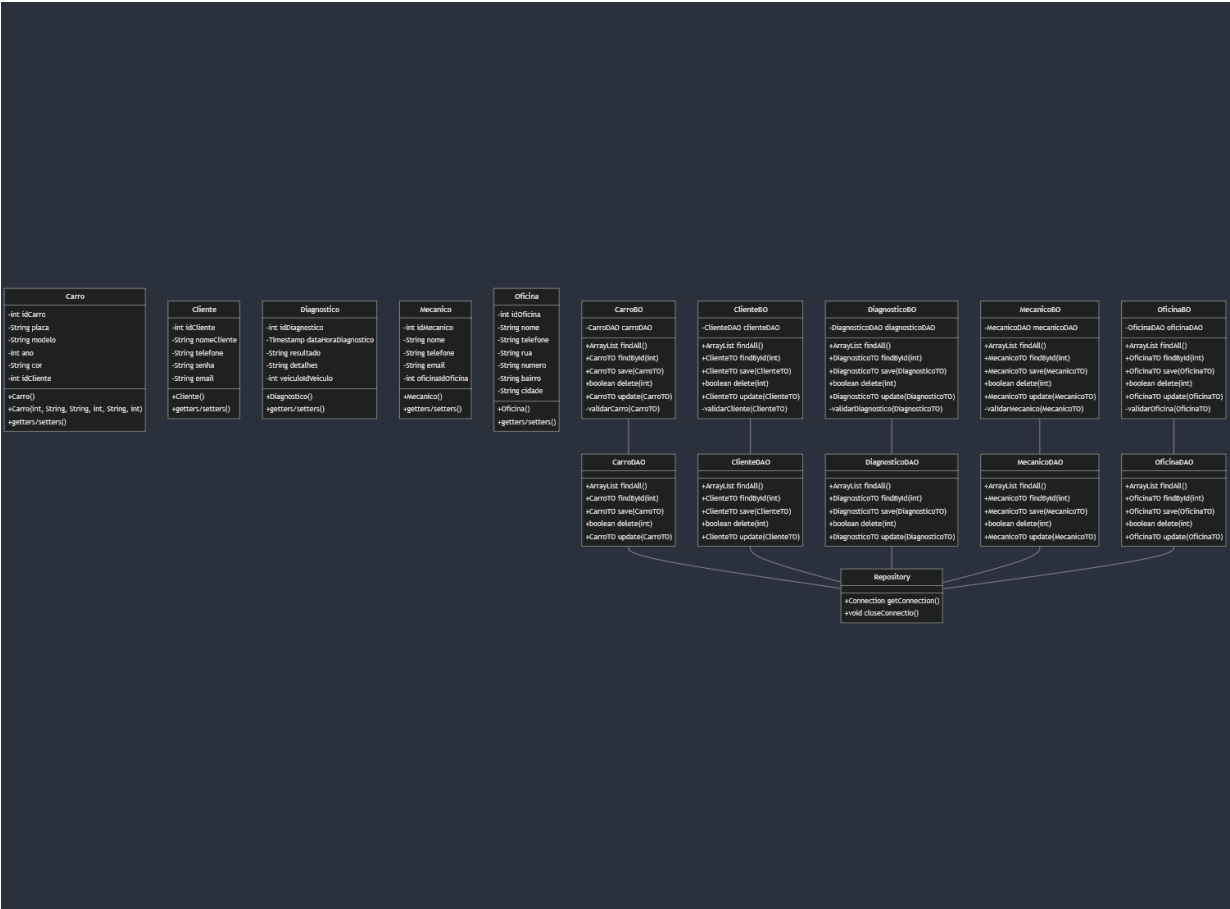 Carro
-int idCarro
-String placa
-String modelo
-int ano
-String cor
-int idCliente
+Carro()
+Carro(int, String, String, int, String, int)
+getters/setters()
Cliente
-int idCliente
-String nomeCliente
-String telefone
-String senha
-String email
+Cliente()
+getters/setters()
Diagnostico
-int idDiagnostico
-Timestamp dataHoraDiagnostico
-String resultado
-String detalhes
-int veiculoIdVeiculo
+Diagnostico()
+getters/setters()
Mecanico
-int idMecanico
-String nome
-String telefone
-String email
-int oficinaIdOficina
+Mecanico()
+getters/setters()
Oficina
-int idOficina
-String nome
-String telefone
-String rua
-String numero
-String bairro
-String cidade
+Oficina()
+getters/setters()
CarroBO
-CarroDAO carroDAO
+ArrayList findAll()
+CarroTO findById(int)
+CarroTO save(CarroTO)
+boolean delete(int)
+CarroTO update(CarroTO)
-validarCarro(CarroTO)
ClienteBO
-ClienteDAO clienteDAO
+ArrayList findAll()
+ClienteTO findById(int)
+ClienteTO save(ClienteTO)
+boolean delete(int)
+ClienteTO update(ClienteTO)
-validarCliente(ClienteTO)
DiagnosticoBO
-DiagnosticoDAO diagnosticoDAO
+ArrayList findAll()
+DiagnosticoTO findById(int)
+DiagnosticoTO save(DiagnosticoTO)
+boolean delete(int)
+DiagnosticoTO update(DiagnosticoTO)
-validarDiagnostico(DiagnosticoTO)
MecanicoBO
-MecanicoDAO mecanicoDAO
+ArrayList findAll()
+MecanicoTO findById(int)
+MecanicoTO save(MecanicoTO)
+boolean delete(int)
+MecanicoTO update(MecanicoTO)
-validarMecanico(MecanicoTO)
OficinaBO
-OficinaDAO oficinaDAO
+ArrayList findAll()
+OficinaTO findById(int)
+OficinaTO save(OficinaTO)
+boolean delete(int)
+OficinaTO update(OficinaTO)
-validarOficina(OficinaTO)
CarroDAO
+ArrayList findAll()
+CarroTO findById(int)
+CarroTO save(CarroTO)
+boolean delete(int)
+CarroTO update(CarroTO)
ClienteDAO
+ArrayList findAll()
+ClienteTO findById(int)
+ClienteTO save(ClienteTO)
+boolean delete(int)
+ClienteTO update(ClienteTO)
DiagnosticoDAO
+ArrayList findAll()
+DiagnosticoTO findById(int)
+DiagnosticoTO save(DiagnosticoTO)
+boolean delete(int)
+DiagnosticoTO update(DiagnosticoTO)
MecanicoDAO
+ArrayList findAll()
+MecanicoTO findById(int)
+MecanicoTO save(MecanicoTO)
+boolean delete(int)
+MecanicoTO update(MecanicoTO)
OficinaDAO
+ArrayList findAll()
+OficinaTO findById(int)
+OficinaTO save(OficinaTO)
+boolean delete(int)
+OficinaTO update(OficinaTO)
Repository
+Connection getConnection()
+void closeConnectio()